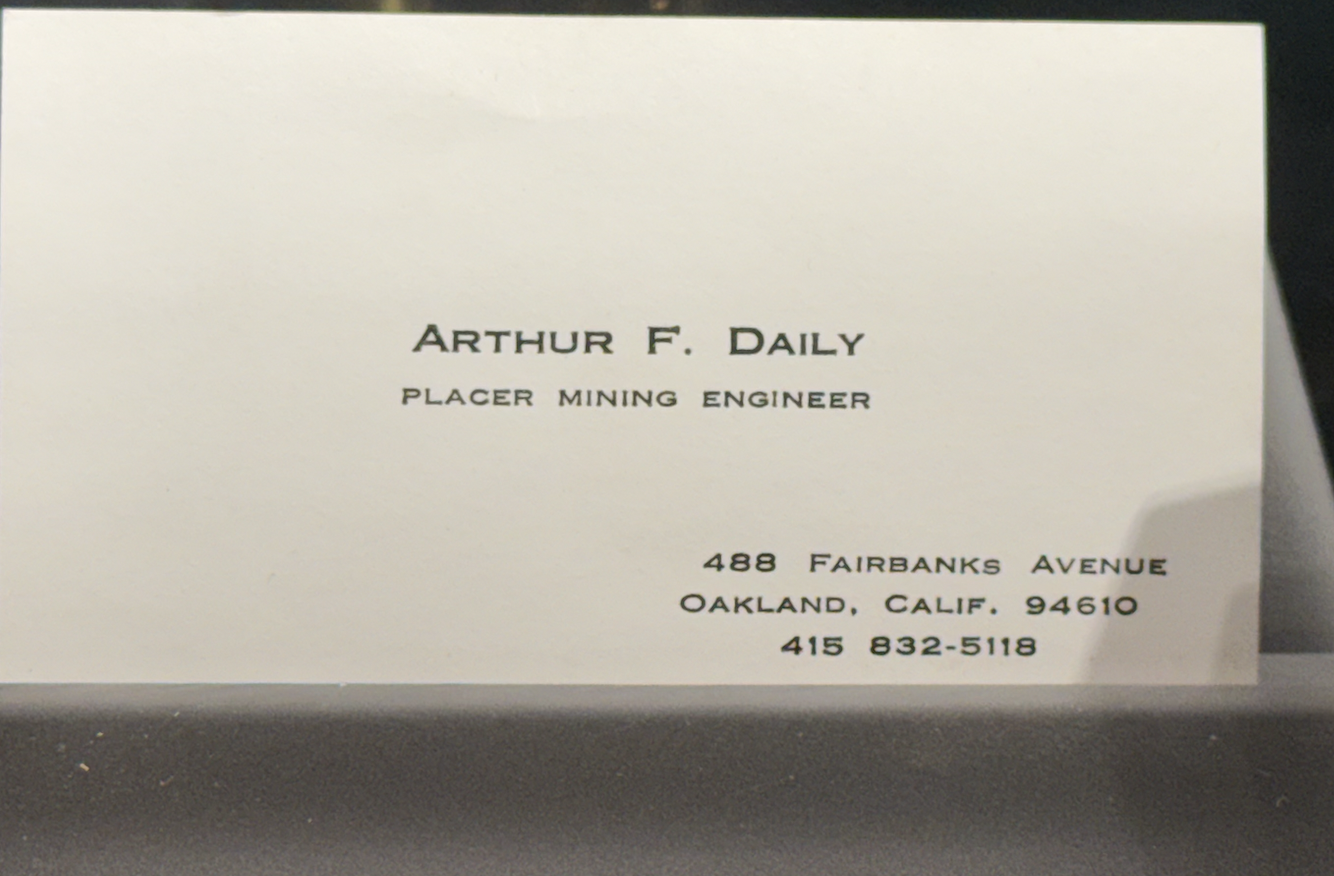 ARTHUR F. DAILY
PLACER MINING ENGINEER
488 FAIRBANKS AVENUE
OAKLAND, CALIF. 94610
415 832-5118